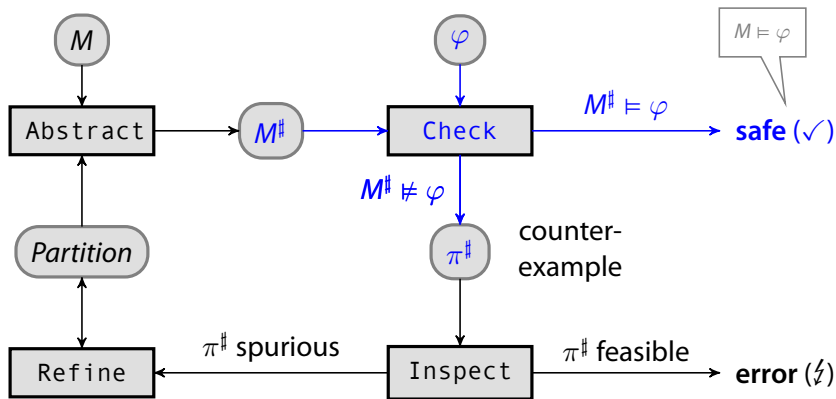 M
φ
M ⊨ φ
Abstract
M♯
Check
M♯ ⊨ φ
safe (✓)
M♯ ⊭ φ
Partition
π♯
counter-
example
Refine
π♯ spurious
Inspect
π♯ feasible
error (↯)